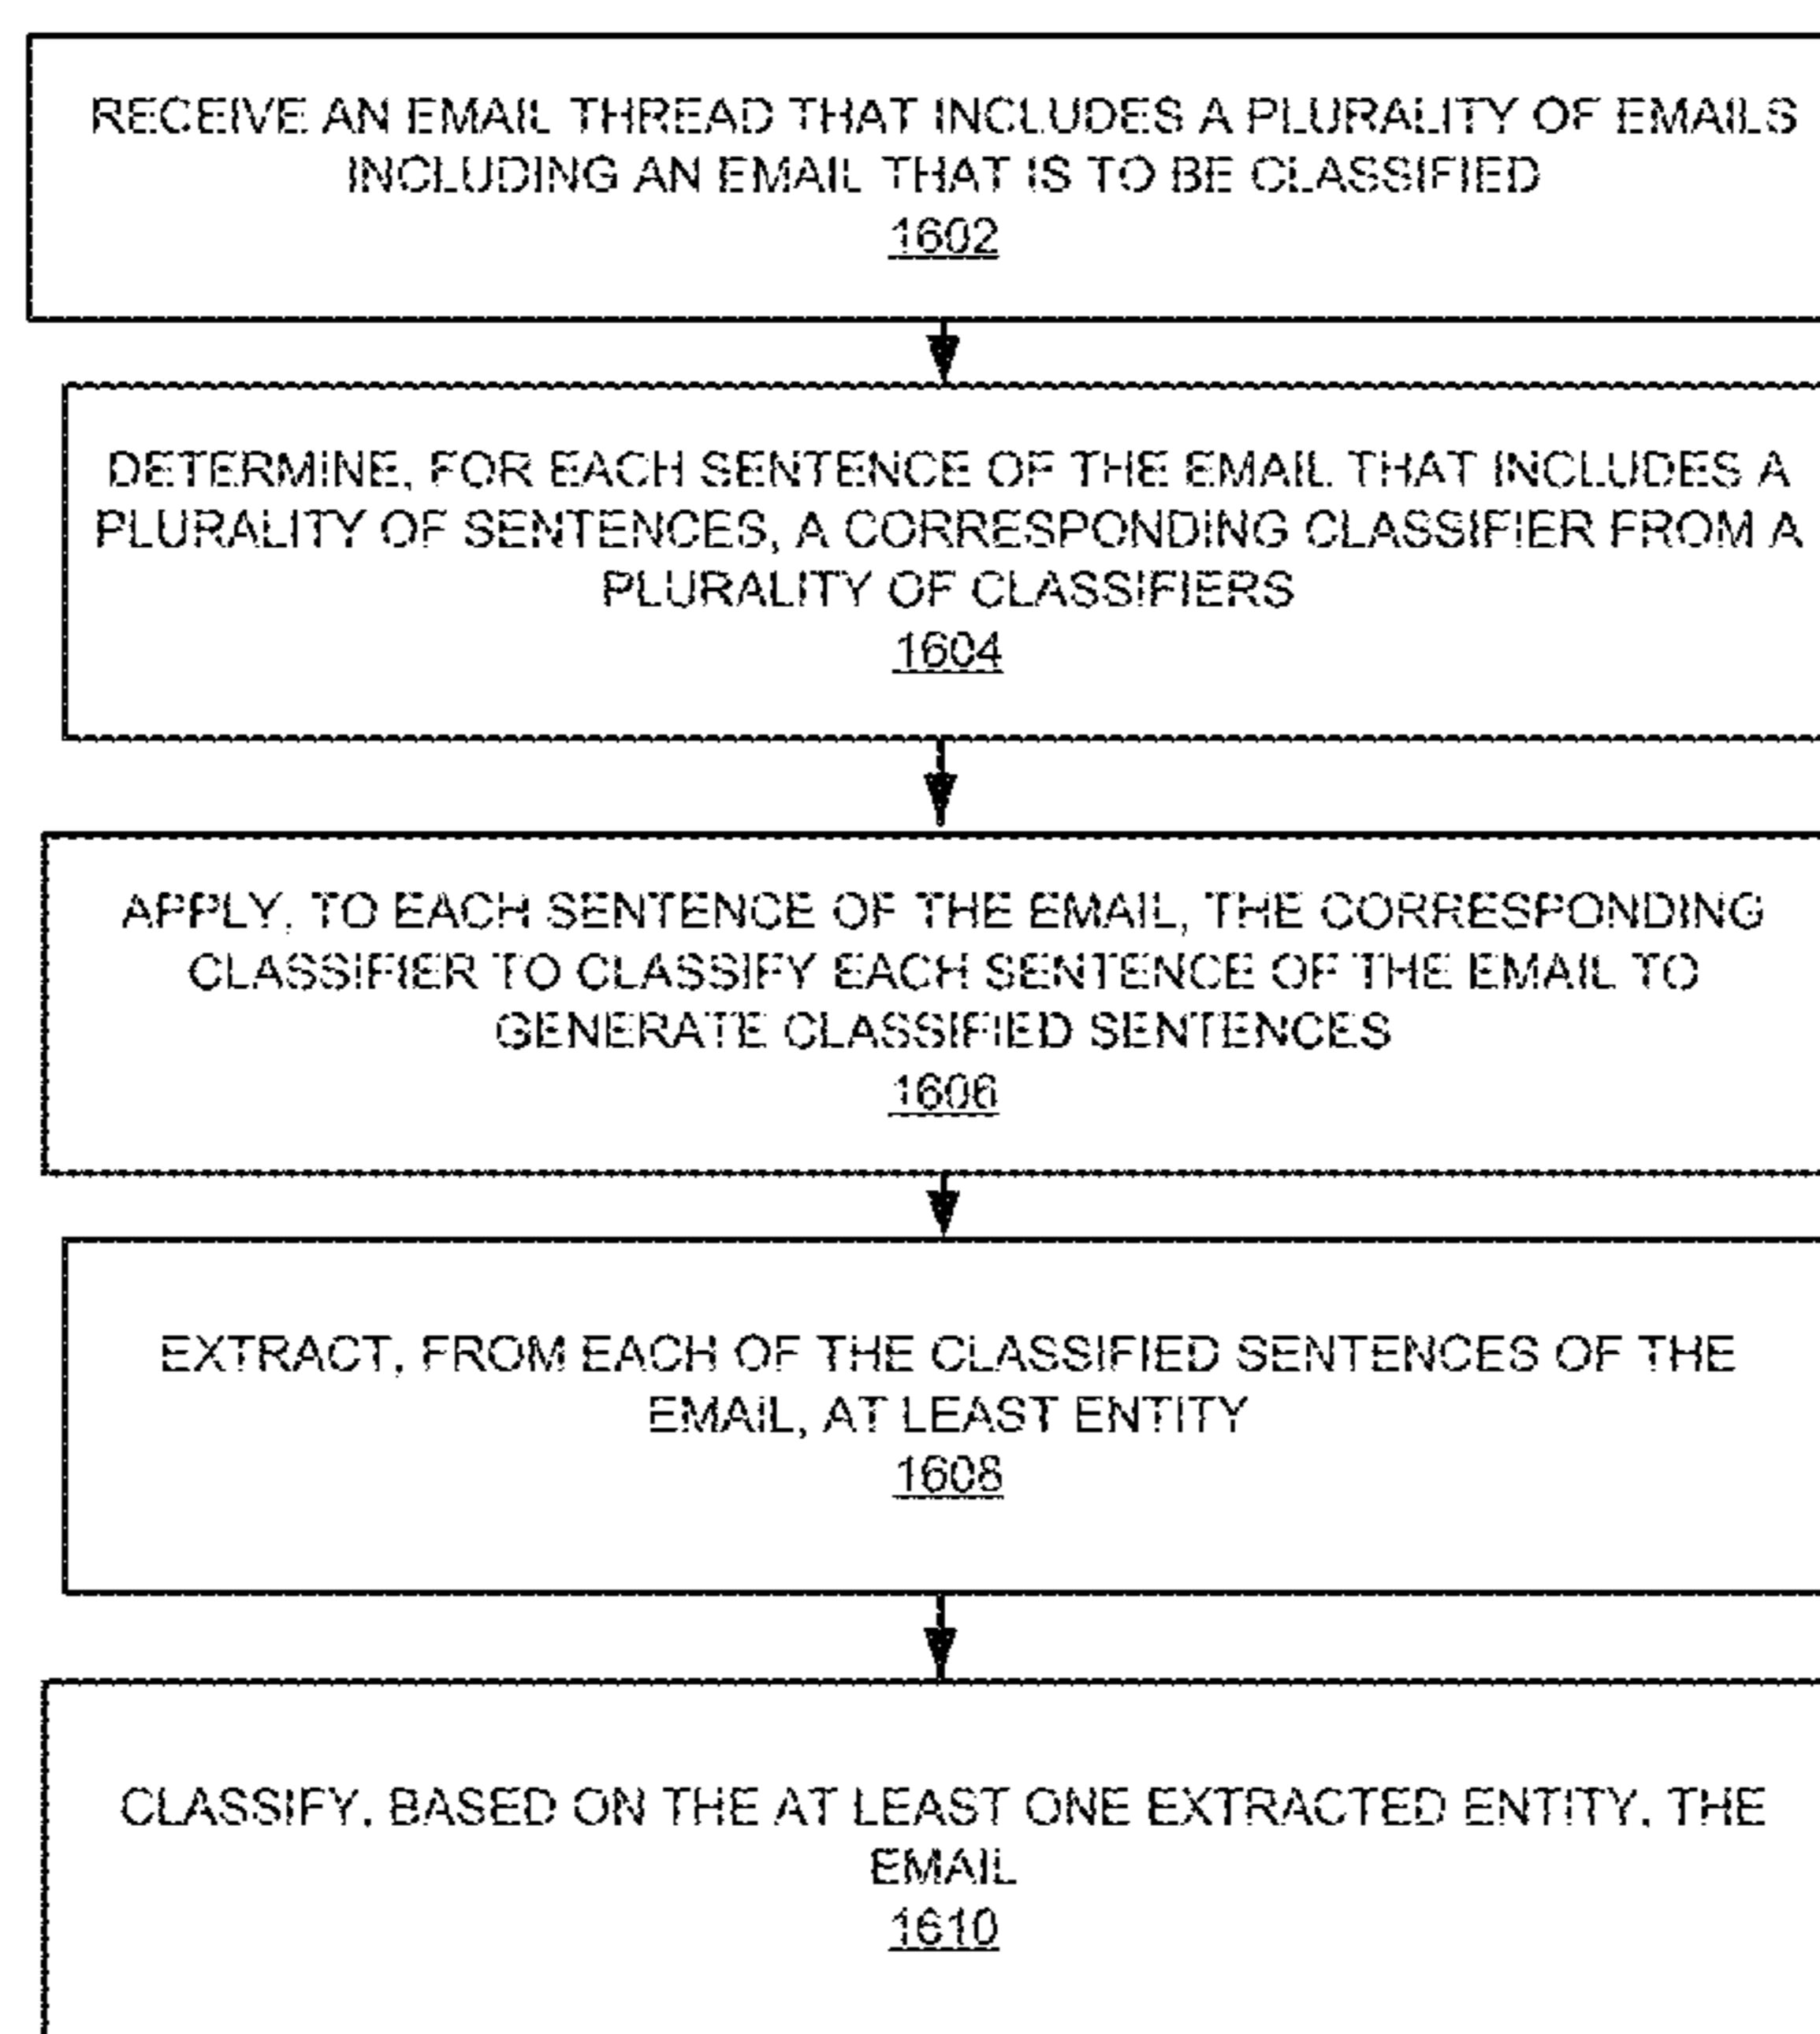 RECEIVE AN EMAIL THREAD THAT INCLUDES A PLURALITY OF EMAILS
INCLUDING AN EMAIL THAT IS TO BE CLASSIFIED
1602
DETERMINE, FOR EACH SENTENCE OF THE EMAIL THAT INCLUDES A
PLURALITY OF SENTENCES, A CORRESPONDING CLASSIFIER FROM A
PLURALITY OF CLASSIFIERS
1604
APPLY, TO EACH SENTENCE OF THE EMAIL, THE CORRESPONDING
CLASSIFIER TO CLASSIFY EACH SENTENCE OF THE EMAIL TO
GENERATE CLASSIFIED SENTENCES
1606
EXTRACT, FROM EACH OF THE CLASSIFIED SENTENCES OF THE
EMAIL, AT LEAST ENTITY
1608
CLASSIFY, BASED ON THE AT LEAST ONE EXTRACTED ENTITY, THE
EMAIL
1610